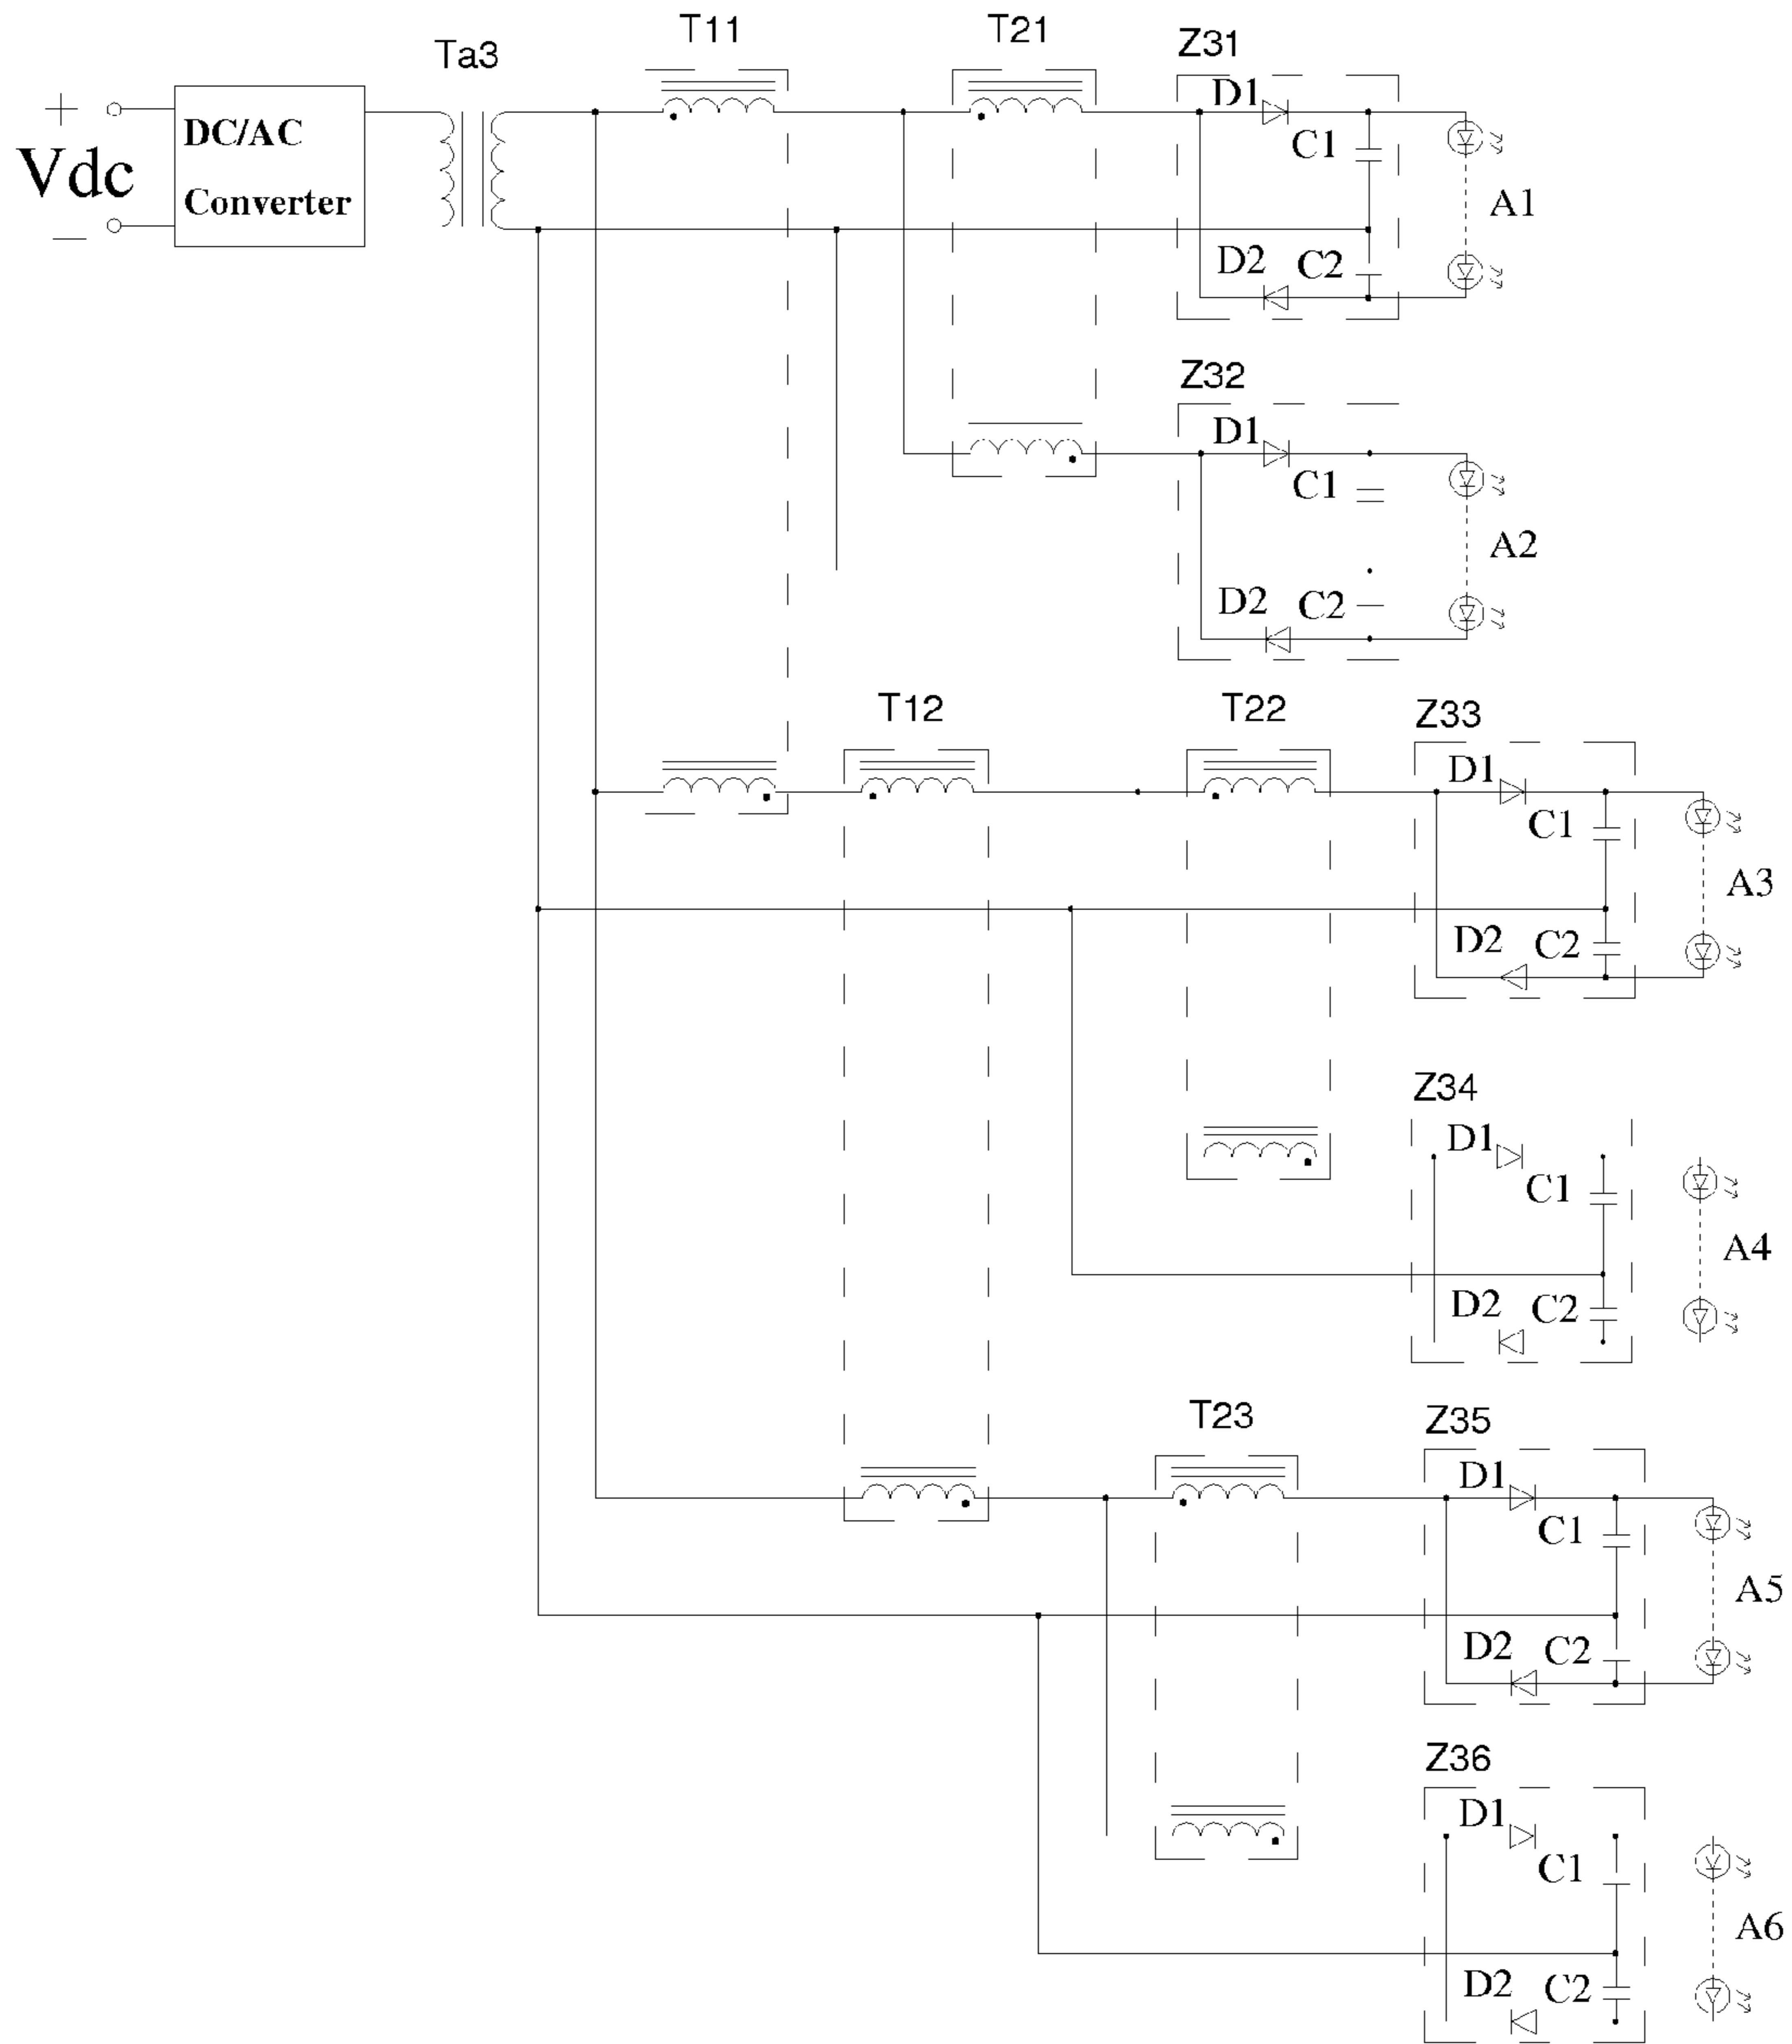 T11
T21
Ta3
Z31
D1
+
DC/AC
C1
Vdc
Converter
A1
D2
C2
—
Z32
D1
C1
A2
D2
C2
T12
T22
Z33
D1
C1
A3
D2
C2
Z34
D1
C1
A4
D2
C2
T23
Z35
D1
C1
A5
D2
C2
Z36
D1
C1
A6
D2
C2